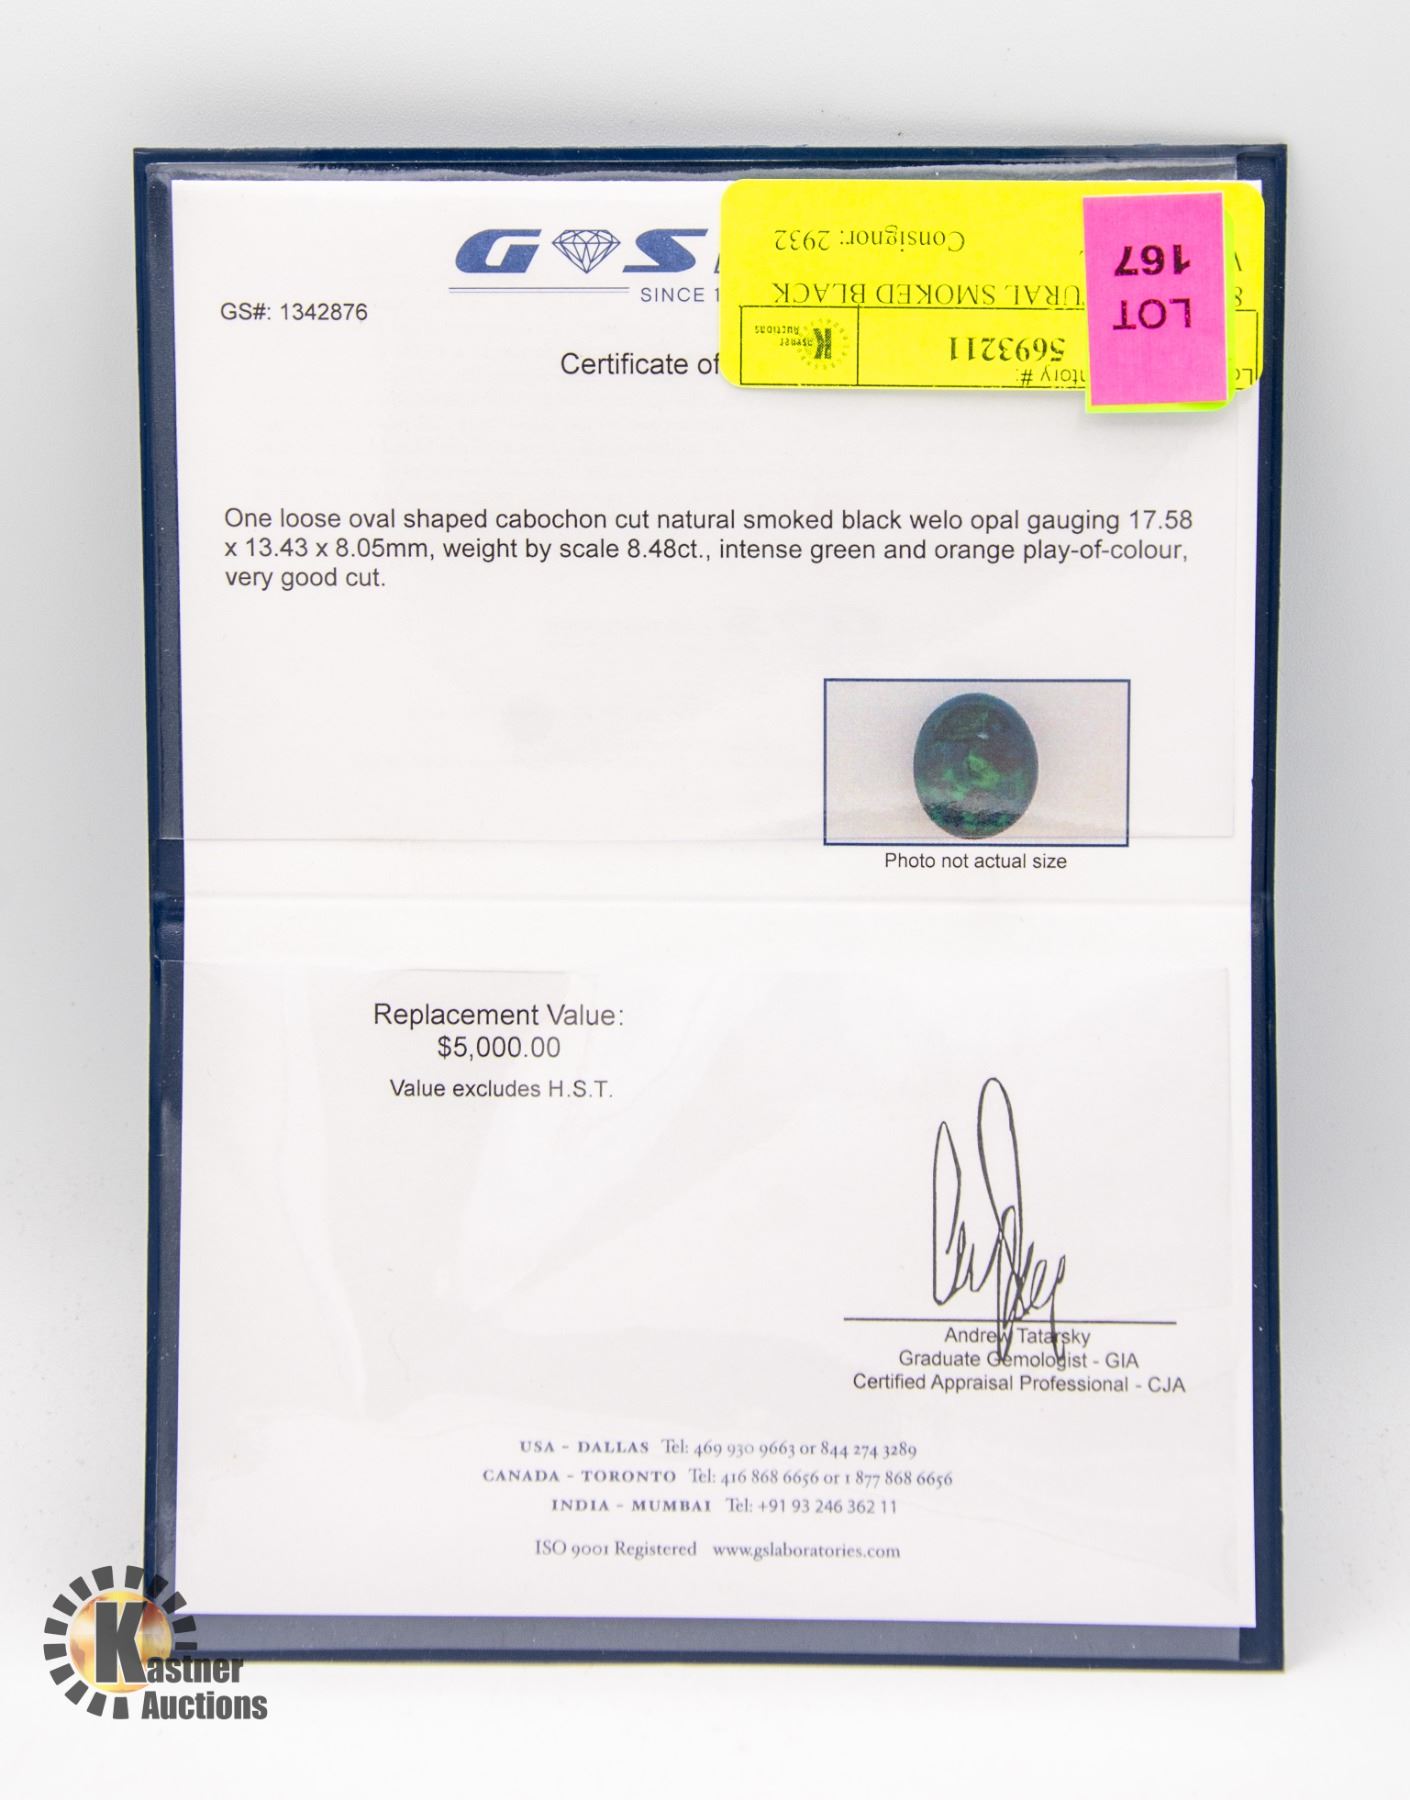 GS
SINCE 1
GS#: 1342876
Certificate of
LOT
167
Consignor: 2932
URAL SMOKED BLACK
5693211
ntory #:
Kastner
Auctions
One loose oval shaped cabochon cut natural smoked black welo opal gauging 17.58
x 13.43 x 8.05mm, weight by scale 8.48ct., intense green and orange play-of-colour,
very good cut.
Photo not actual size
Replacement Value:
$5,000.00
Value excludes H.S.T.
Andrew Tatarsky
Graduate Gemologist - GIA
Certified Appraisal Professional - CJA
USA - DALLAS Tel: 469 930 9663 or 844 274 3289
CANADA - TORONTO Tel: 416 868 6656 or 1 877 868 6656
INDIA - MUMBAI Tel: +91 93 246 362 11
ISO 9001 Registered www.gslaboratories.com
Kastner
Auctions